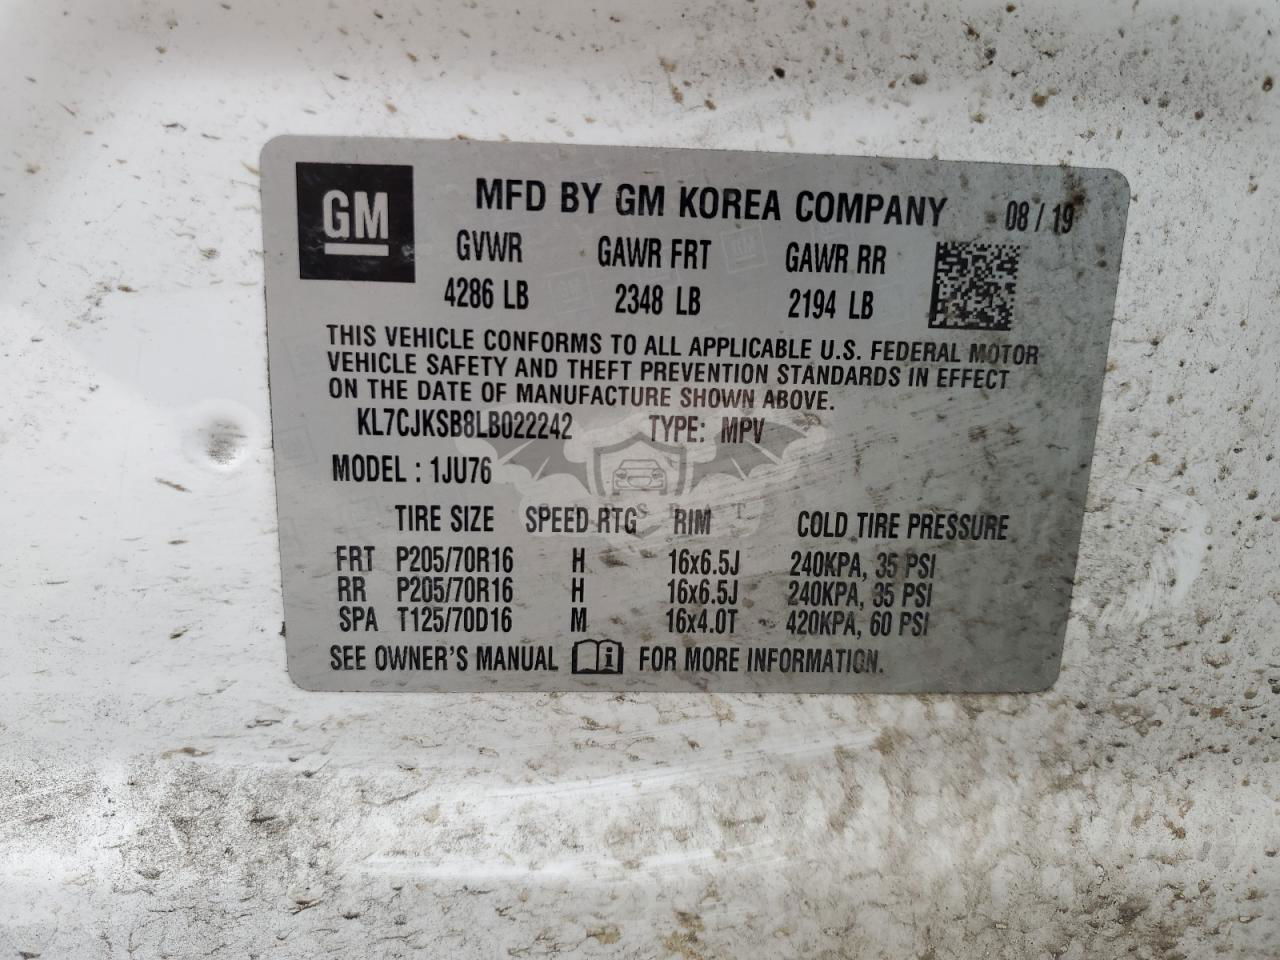 GM
MFD BY GM KOREA COMPANY 08 / 19
GVWR GAWR FRT GAWR RR
4286 LB 2348 LB 2194 LB
THIS VEHICLE CONFORMS TO ALL APPLICABLE U.S. FEDERAL MOTOR
VEHICLE SAFETY AND THEFT PREVENTION STANDARDS IN EFFECT
ON THE DATE OF MANUFACTURE SHOWN ABOVE.
KL7CJKSB8LB022242 TYPE: MPV
MODEL : 1JU76
TIRE SIZE SPEED RTG RIM COLD TIRE PRESSURE
FRT P205/70R16 H 16x6.5J 240KPA, 35 PSI
RR P205/70R16 H 16x6.5J 240KPA, 35 PSI
SPA T125/70D16 M 16x4.0T 420KPA, 60 PSI
SEE OWNER'S MANUAL FOR MORE INFORMATION.